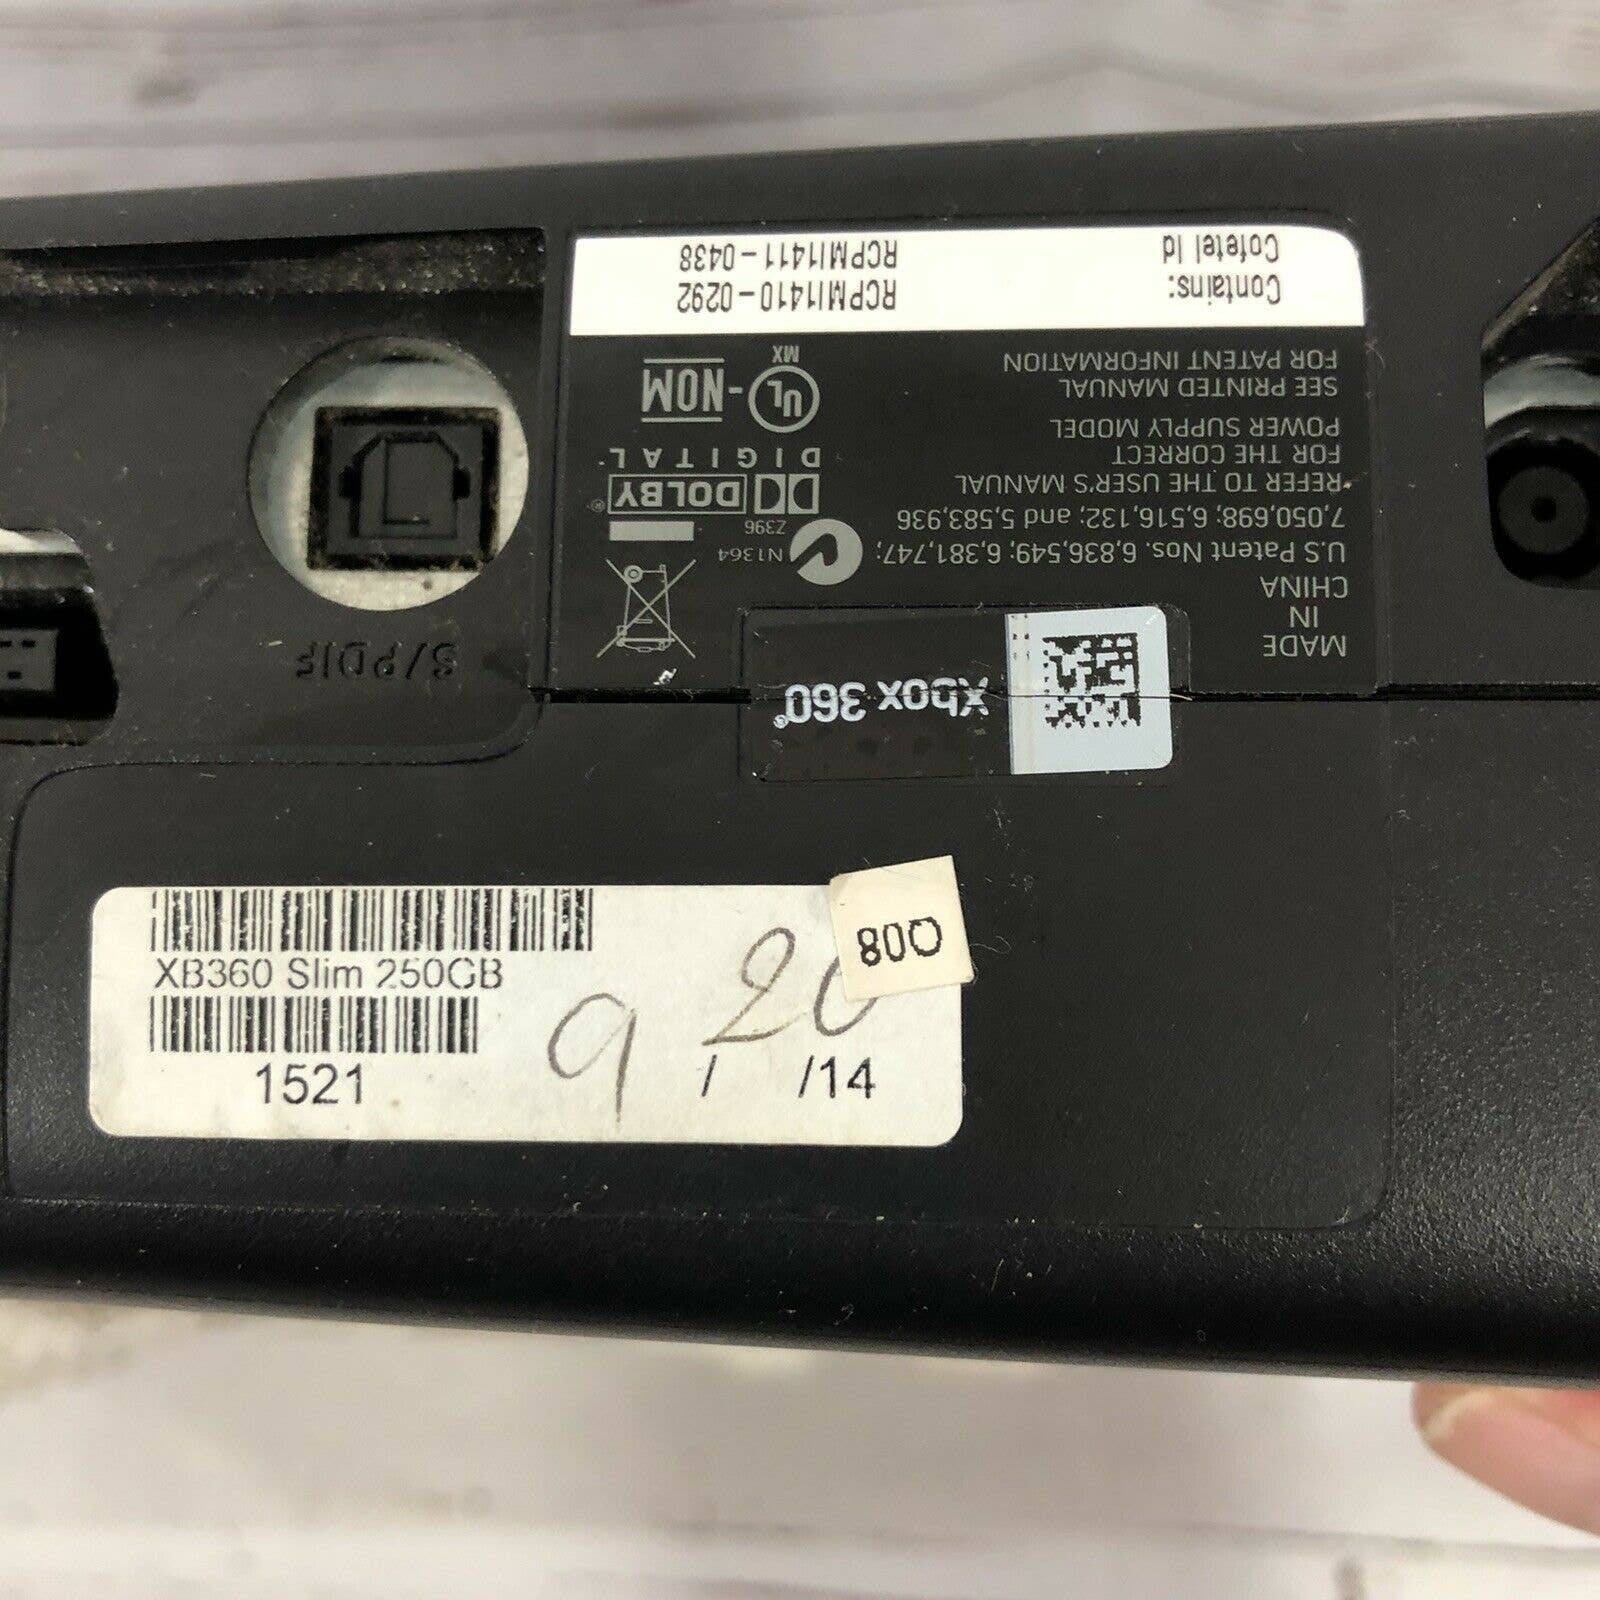 Contains:
Cofetel Id
RCPMI1410-0292
RCPMI1411-0438
SEE PRINTED MANUAL
FOR PATENT INFORMATION
REFER TO THE USER'S MANUAL
FOR THE CORRECT
POWER SUPPLY MODEL
U.S Patent Nos. 6,836,549; 6,381,747;
7,050,698; 6,516,132; and 5,583,936
MADE
IN
CHINA
N1364
Z396
DOLBY®
DIGITAL
UL-NOM
MX
S/PDIF
XBOX 360®
Q08
XB360 Slim 250GB
1521
9/20/14